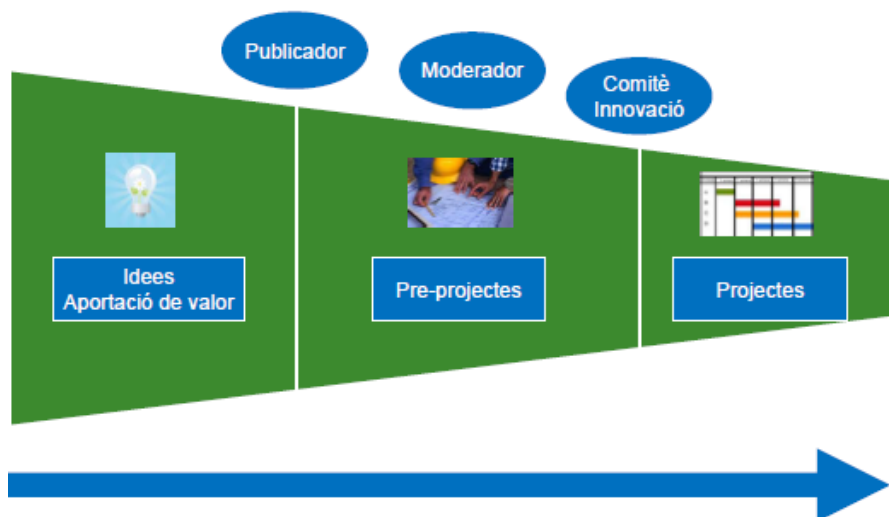 Publicador
Moderador
Comitè
Innovació
Idees
Aportació de valor
Pre-projectes
Projectes